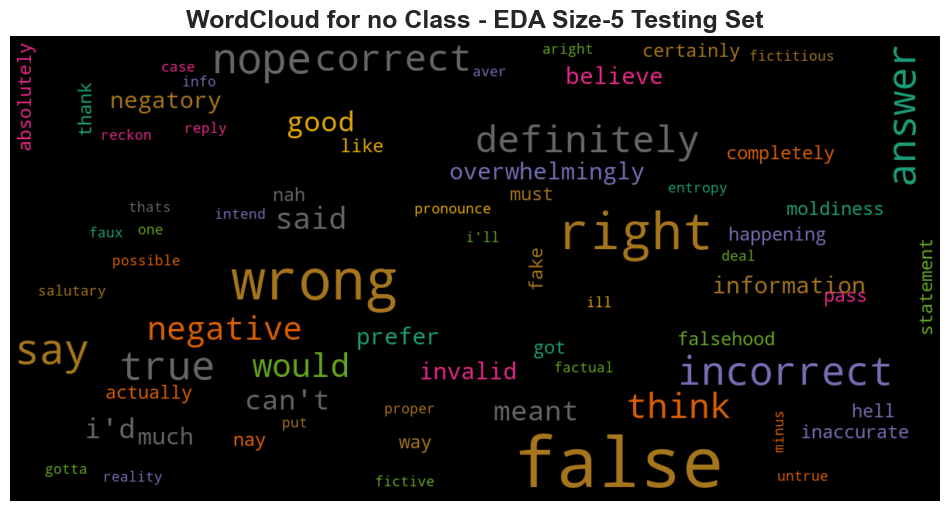 WordCloud for no Class - EDA Size-5 Testing Set
absolutely
case
info
thank
negatory
reckon
reply
nope
correct
aver
aright
certainly
fictitious
believe
answer
good
like
definitely
completely
overwhelmingly
entropy
nah
must
thats
intend
said
pronounce
moldiness
faux
one
i'll
right
happening
possible
fake
deal
statement
salutary
wrong
ill
information
pass
negative
prefer
falsehood
say
true
would
got
factual
invalid
incorrect
actually
can't
proper
meant
think
hell
i'd
much
put
nay
way
minus
inaccurate
gotta
reality
fictive
false
untrue